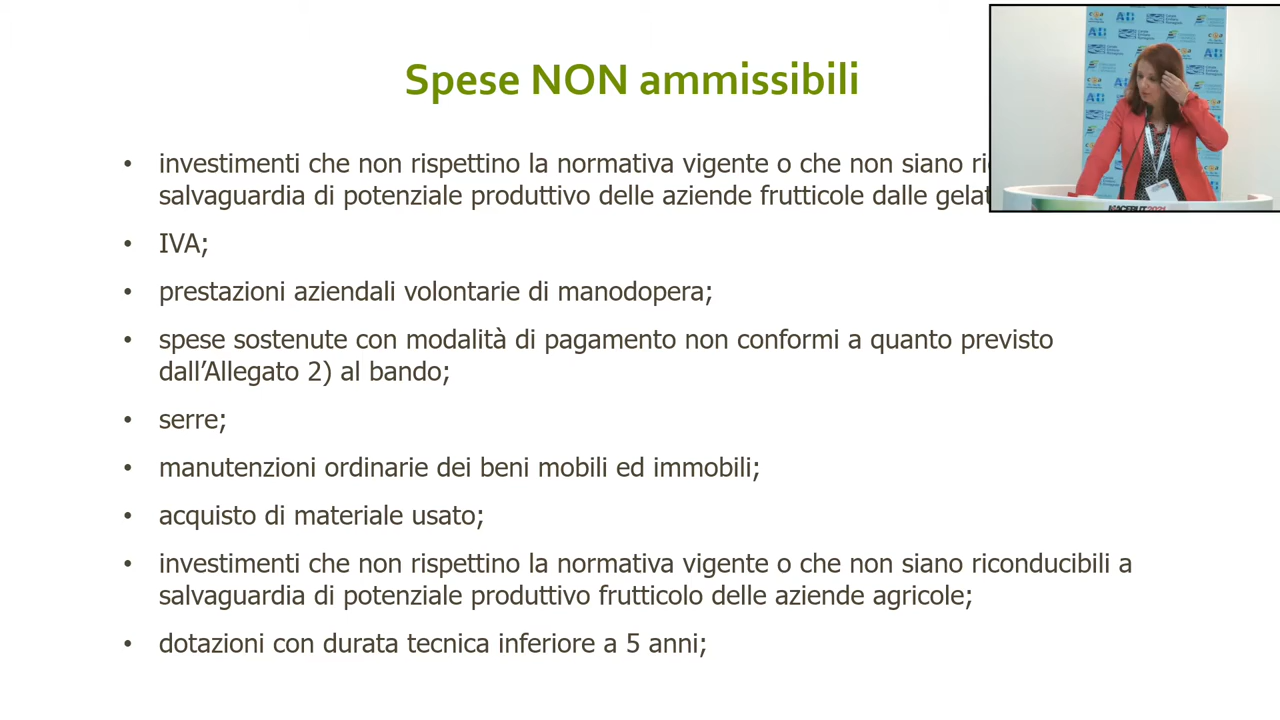 Spese NON ammissibili
• investimenti che non rispettino la normativa vigente o che non siano
salvaguardia di potenziale produttivo delle aziende frutticole dalle
• IVA;
• prestazioni aziendali volontarie di manodopera;
• spese sostenute con modalità di pagamento non conformi a quanto previsto
dall’Allegato 2) al bando;
• serre;
• manutenzioni ordinarie dei beni mobili ed immobili;
• acquisto di materiale usato;
• investimenti che non rispettino la normativa vigente o che non siano riconducibili a
salvaguardia di potenziale produttivo frutticolo delle aziende agricole;
• dotazioni con durata tecnica inferiore a 5 anni;